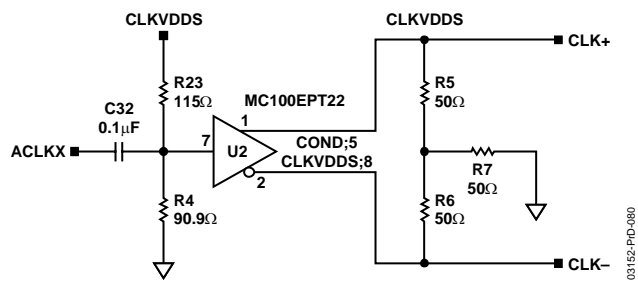 CLKVDDS
CLKVDDS
CLK+
R23
115Ω
MC100EPT22
R5
50Ω
C32
0.1μF
1
ACLKX
7
U2
COND;5
CLKVDDS;8
2
R7
50Ω
R4
90.9Ω
R6
50Ω
CLK–
03152-PrD-080